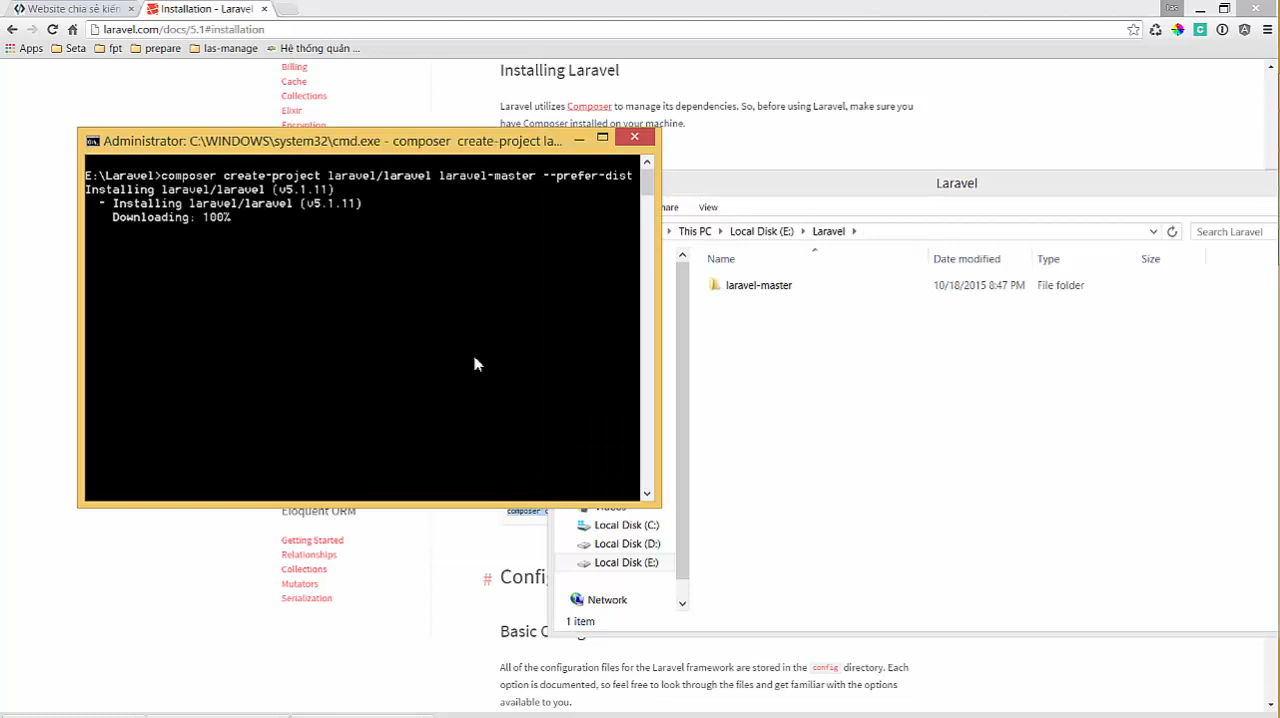 Website chia sẻ kiến
Installation - Laravel
laravel.com/docs/5.1#installation
Apps
Seta
fpt
prepare
las-manage
Hệ thống quản ...
Billing
Cache
Collections
Elixir
Encryption
Installing Laravel
Laravel utilizes Composer to manage its dependencies. So, before using Laravel, make sure you
have Composer installed on your machine.
Administrator: C:\WINDOWS\system32\cmd.exe - composer create-project la...
E:\Laravel>composer create-project laravel/laravel laravel-master --prefer-dist
Installing laravel/laravel (v5.1.11)
- Installing laravel/laravel (v5.1.11)
Downloading: 100%
Laravel
View
This PC
Local Disk (E:)
Laravel
Search Laravel
Name
Date modified
Type
Size
laravel-master
10/18/2015 8:47 PM
File folder
Local Disk (C:)
Local Disk (D:)
Local Disk (E:)
Network
1 item
Eloquent ORM
Getting Started
Relationships
Collections
Mutators
Serialization
composer c
# Config
Basic C
All of the configuration files for the Laravel framework are stored in the config directory. Each
option is documented, so feel free to look through the files and get familiar with the options
available to you.